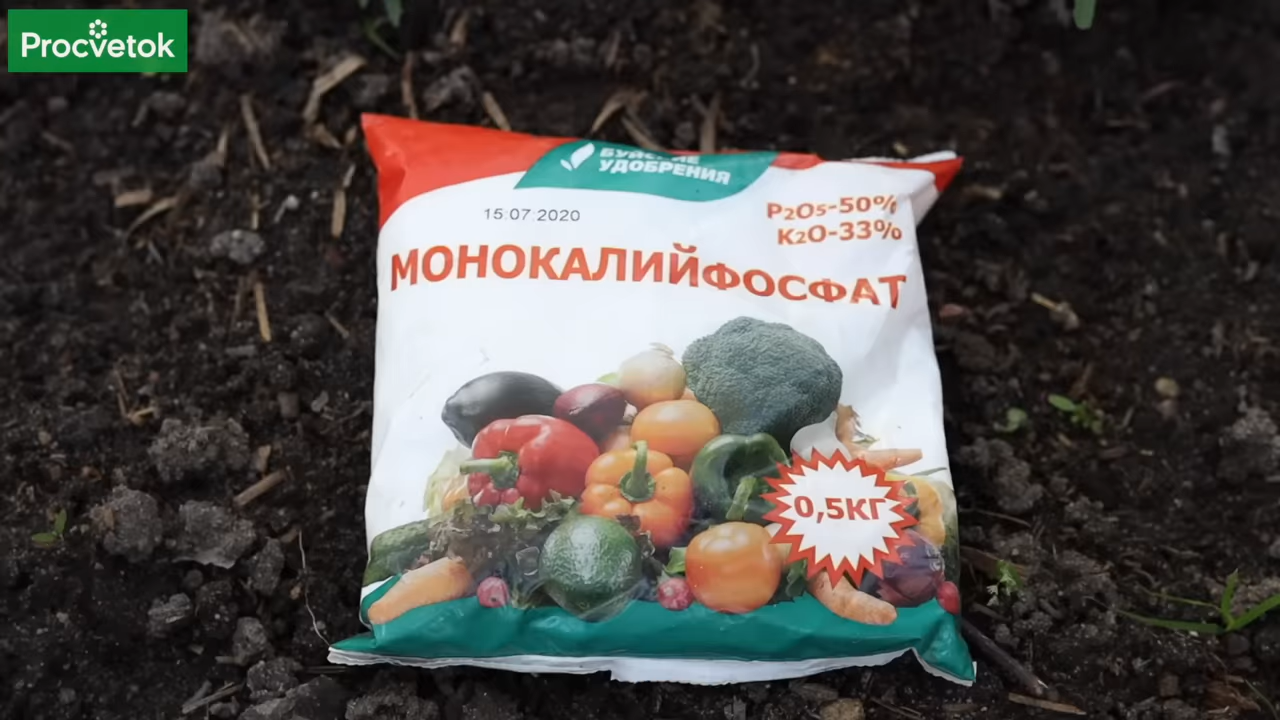 Procvetok
БУЙСКИЕ
УДОБРЕНИЯ
15.07.2020
P2O5-50%
K2O-33%
МОНОКАЛИЙФОСФАТ
0,5КГ